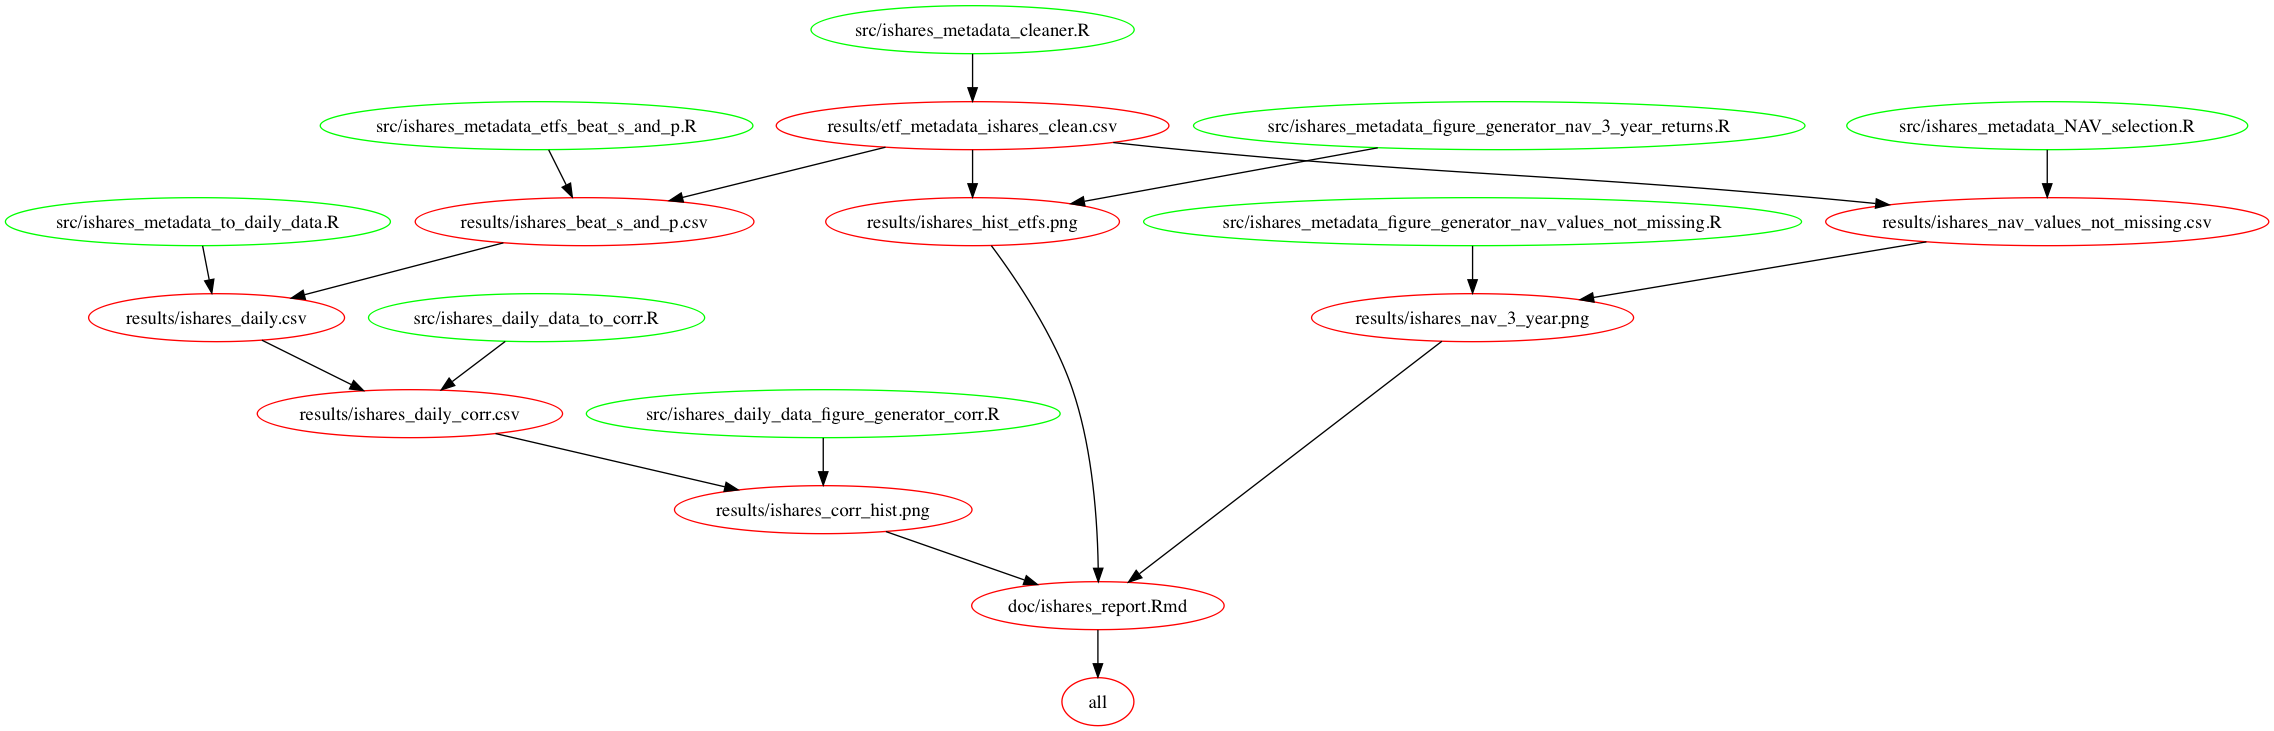 src/ishares_metadata_cleaner.R
src/ishares_metadata_etfs_beat_s_and_p.R
results/etf_metadata_ishares_clean.csv
src/ishares_metadata_figure_generator_nav_3_year_returns.R
src/ishares_metadata_NAV_selection.R
src/ishares_metadata_to_daily_data.R
results/ishares_beat_s_and_p.csv
results/ishares_hist_etfs.png
src/ishares_metadata_figure_generator_nav_values_not_missing.R
results/ishares_nav_values_not_missing.csv
results/ishares_daily.csv
src/ishares_daily_data_to_corr.R
results/ishares_nav_3_year.png
results/ishares_daily_corr.csv
src/ishares_daily_data_figure_generator_corr.R
results/ishares_corr_hist.png
doc/ishares_report.Rmd
all